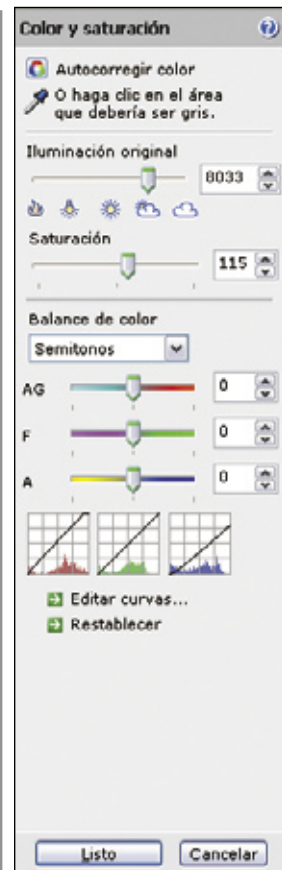 Color y saturación
Autocorregir color
O haga clic en el área
que debería ser gris.
Iluminación original
8033
Saturación
115
Balance de color
Semitonos
AG
0
F
0
A
0
Editar curvas...
Restablecer
Listo
Cancelar